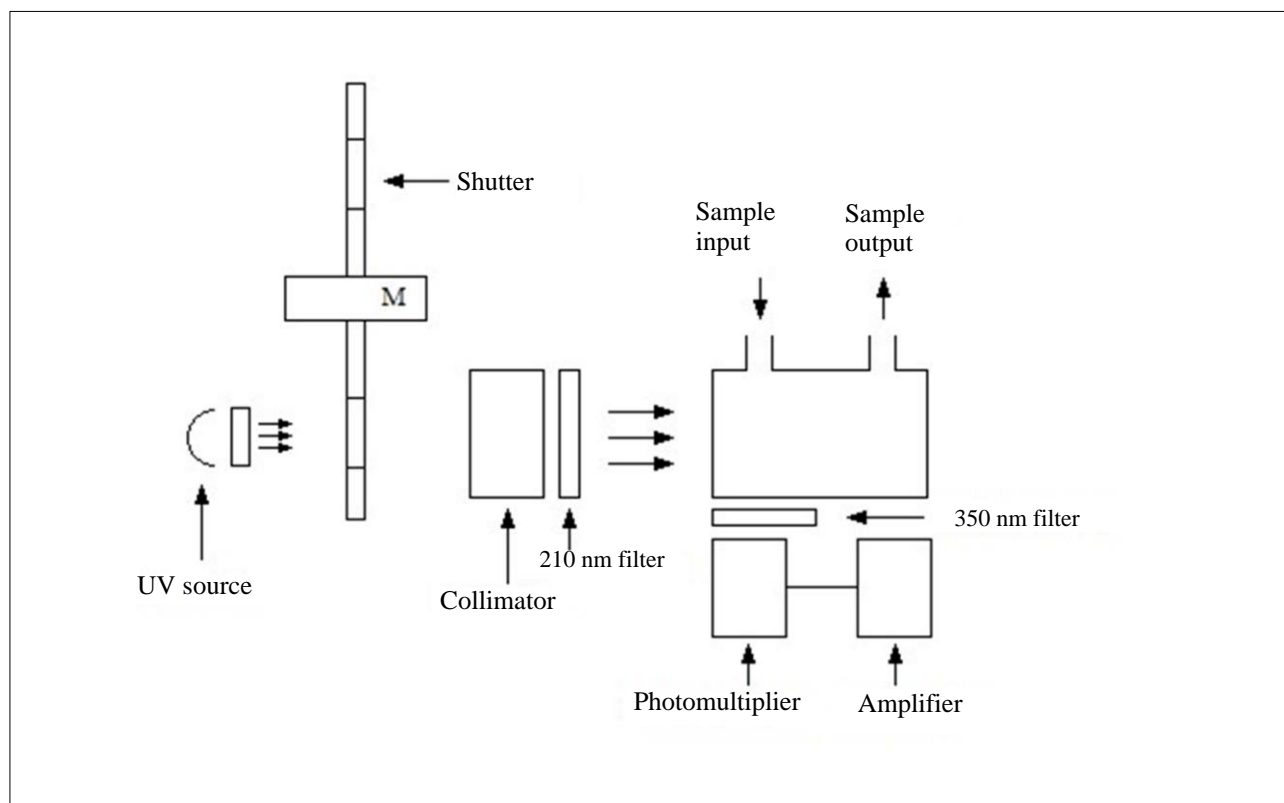 Shutter
Sample
input
Sample
output
M
350 nm filter
210 nm filter
UV source
Collimator
Photomultiplier
Amplifier